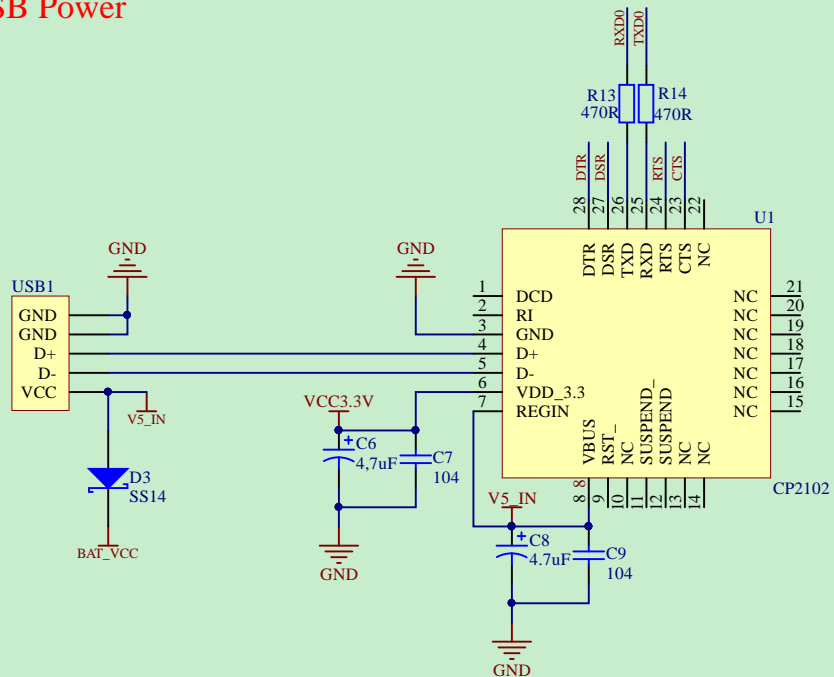 SB Power
RXD0
TXD0
R13
470R
R14
470R
DTR
DSR
RTS
CTS
28
27
26
25
24
23
22
U1
DTR
DSR
TXD
RXD
RTS
CTS
NC
GND
GND
USB1
GND
GND
D+
D-
VCC
1 DCD
2 RI
3 GND
4 D+
5 D-
6 VDD_3.3
7 REGIN
NC 21
NC 20
NC 19
NC 18
NC 17
NC 16
NC 15
V5_IN
VCC3.3V
C6
4,7uF
C7
104
D3
SS14
BAT_VCC
GND
VBUS
RST_
NC
SUSPEND_
SUSPEND
NC
NC
8
8
9
10
11
12
13
14
CP2102
V5_IN
C8
4.7uF
C9
104
GND